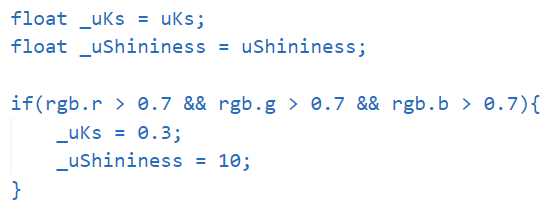 float _uKs = uKs;
float _uShininess = uShininess;
if(rgb.r > 0.7 && rgb.g > 0.7 && rgb.b > 0.7){
    _uKs = 0.3;
    _uShininess = 10;
}